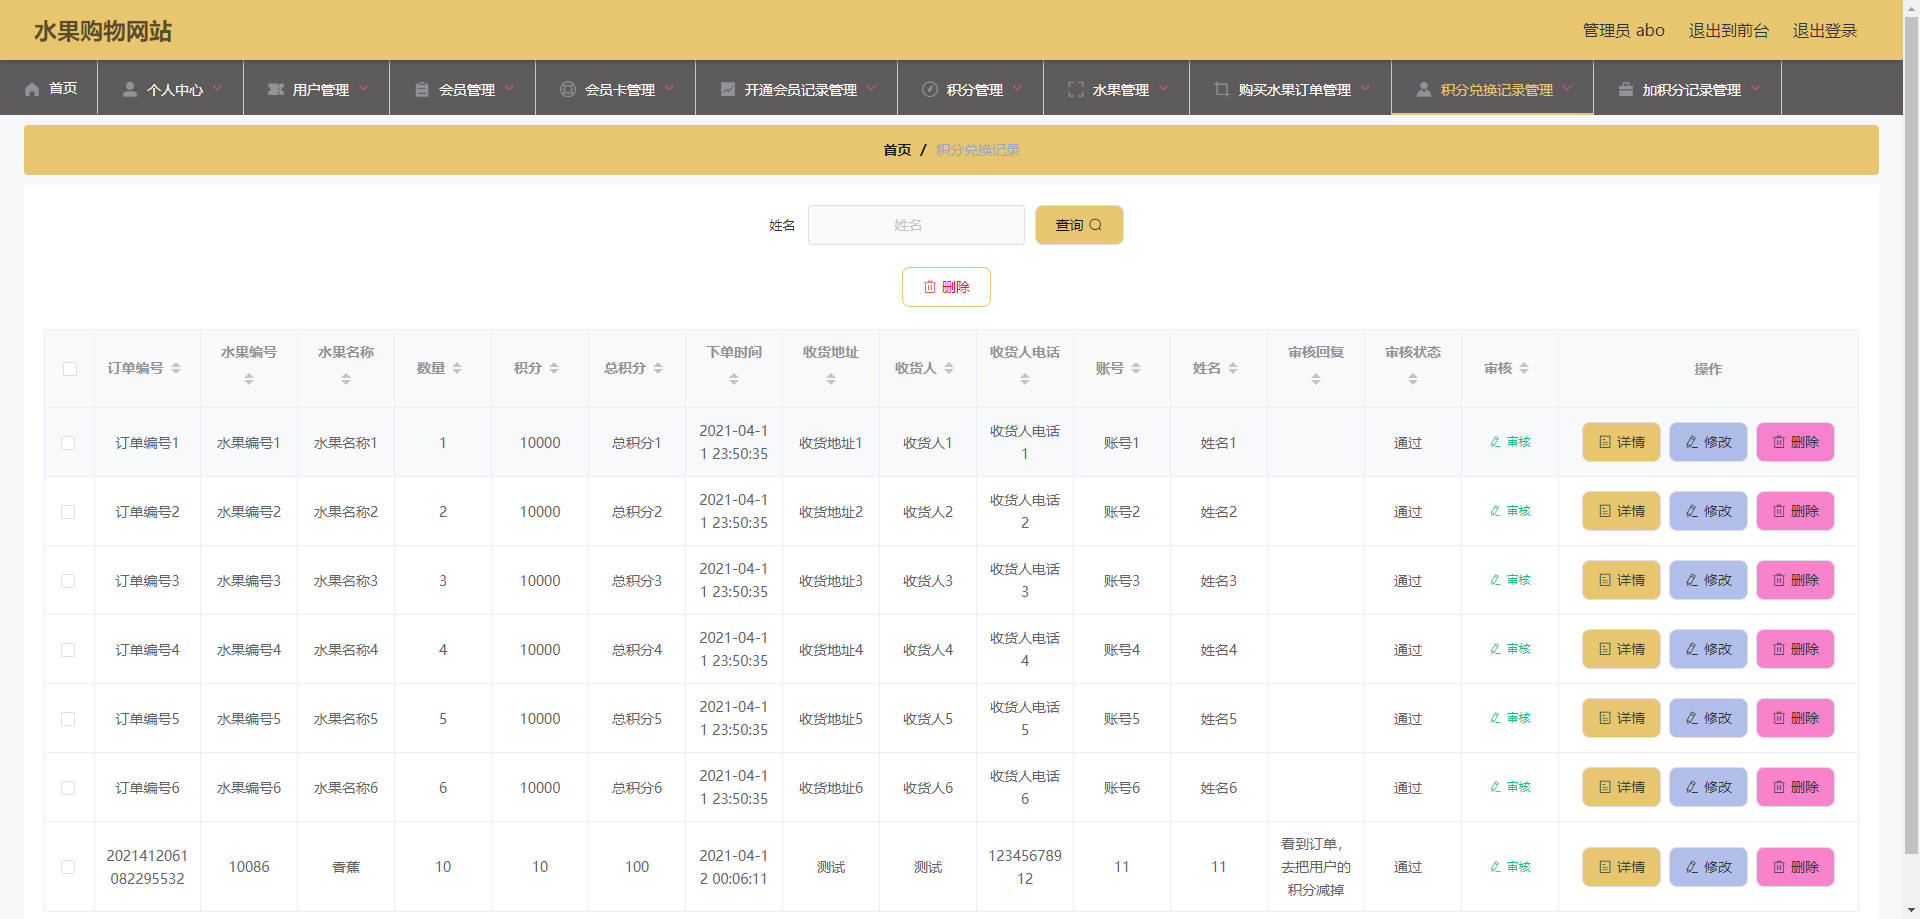 水果购物网站
管理员 abo 退出到前台 退出登录
首页 个人中心 用户管理 会员管理 会员卡管理 开通会员记录管理 积分管理 水果管理 购买水果订单管理 积分兑换记录管理 加积分记录管理
首页 / 积分兑换记录
姓名 姓名 查询
删除
订单编号 水果编号 水果名称 数量 积分 总积分 下单时间 收货地址 收货人 收货人电话 账号 姓名 审核回复 审核状态 审核 操作
订单编号1 水果编号1 水果名称1 1 10000 总积分1 2021-04-11 23:50:35 收货地址1 收货人1 收货人电话1 账号1 姓名1 通过 审核 详情 修改 删除
订单编号2 水果编号2 水果名称2 2 10000 总积分2 2021-04-11 23:50:35 收货地址2 收货人2 收货人电话2 账号2 姓名2 通过 审核 详情 修改 删除
订单编号3 水果编号3 水果名称3 3 10000 总积分3 2021-04-11 23:50:35 收货地址3 收货人3 收货人电话3 账号3 姓名3 通过 审核 详情 修改 删除
订单编号4 水果编号4 水果名称4 4 10000 总积分4 2021-04-11 23:50:35 收货地址4 收货人4 收货人电话4 账号4 姓名4 通过 审核 详情 修改 删除
订单编号5 水果编号5 水果名称5 5 10000 总积分5 2021-04-11 23:50:35 收货地址5 收货人5 收货人电话5 账号5 姓名5 通过 审核 详情 修改 删除
订单编号6 水果编号6 水果名称6 6 10000 总积分6 2021-04-11 23:50:35 收货地址6 收货人6 收货人电话6 账号6 姓名6 通过 审核 详情 修改 删除
2021412061082295532 10086 香蕉 10 10 100 2021-04-12 00:06:11 测试 测试 12345678912 11 11 看到订单，去把用户的积分减掉 通过 审核 详情 修改 删除